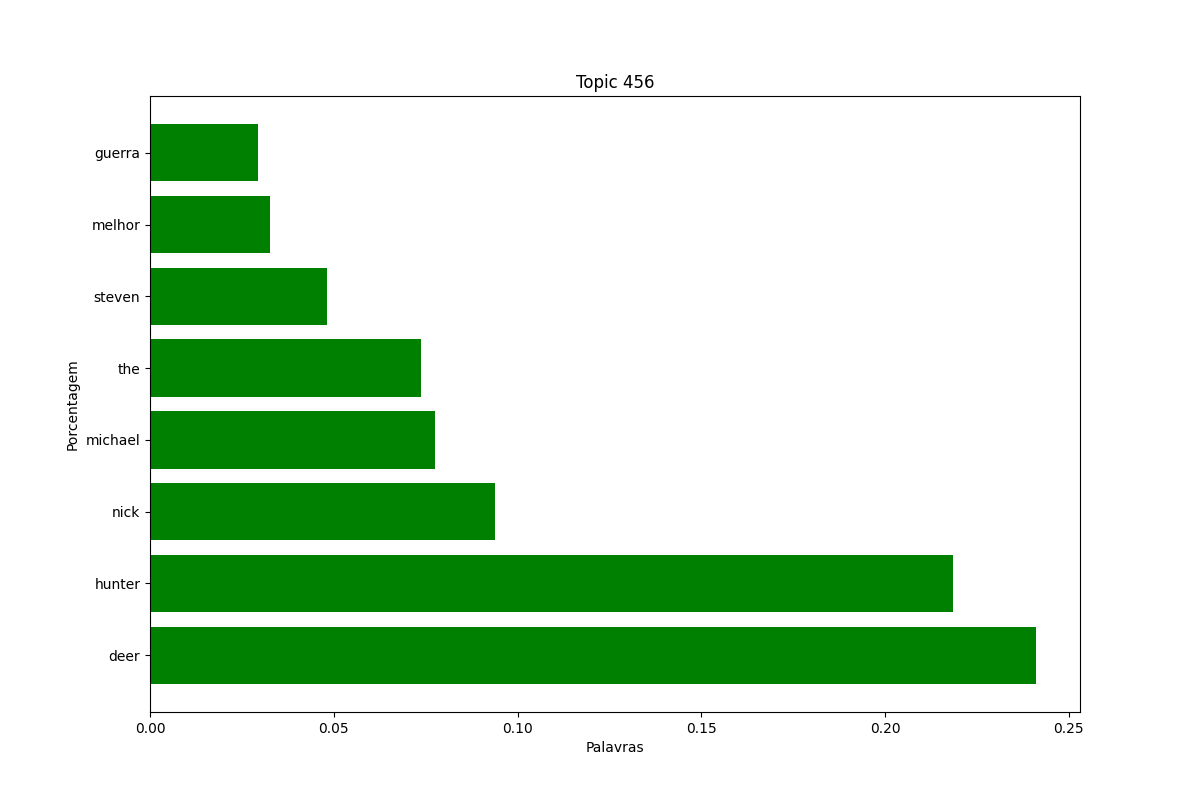 Topic 456
Porcentagem
guerra
melhor
steven
the
michael
nick
hunter
deer
0.00 0.05 0.10 0.15 0.20 0.25
Palavras